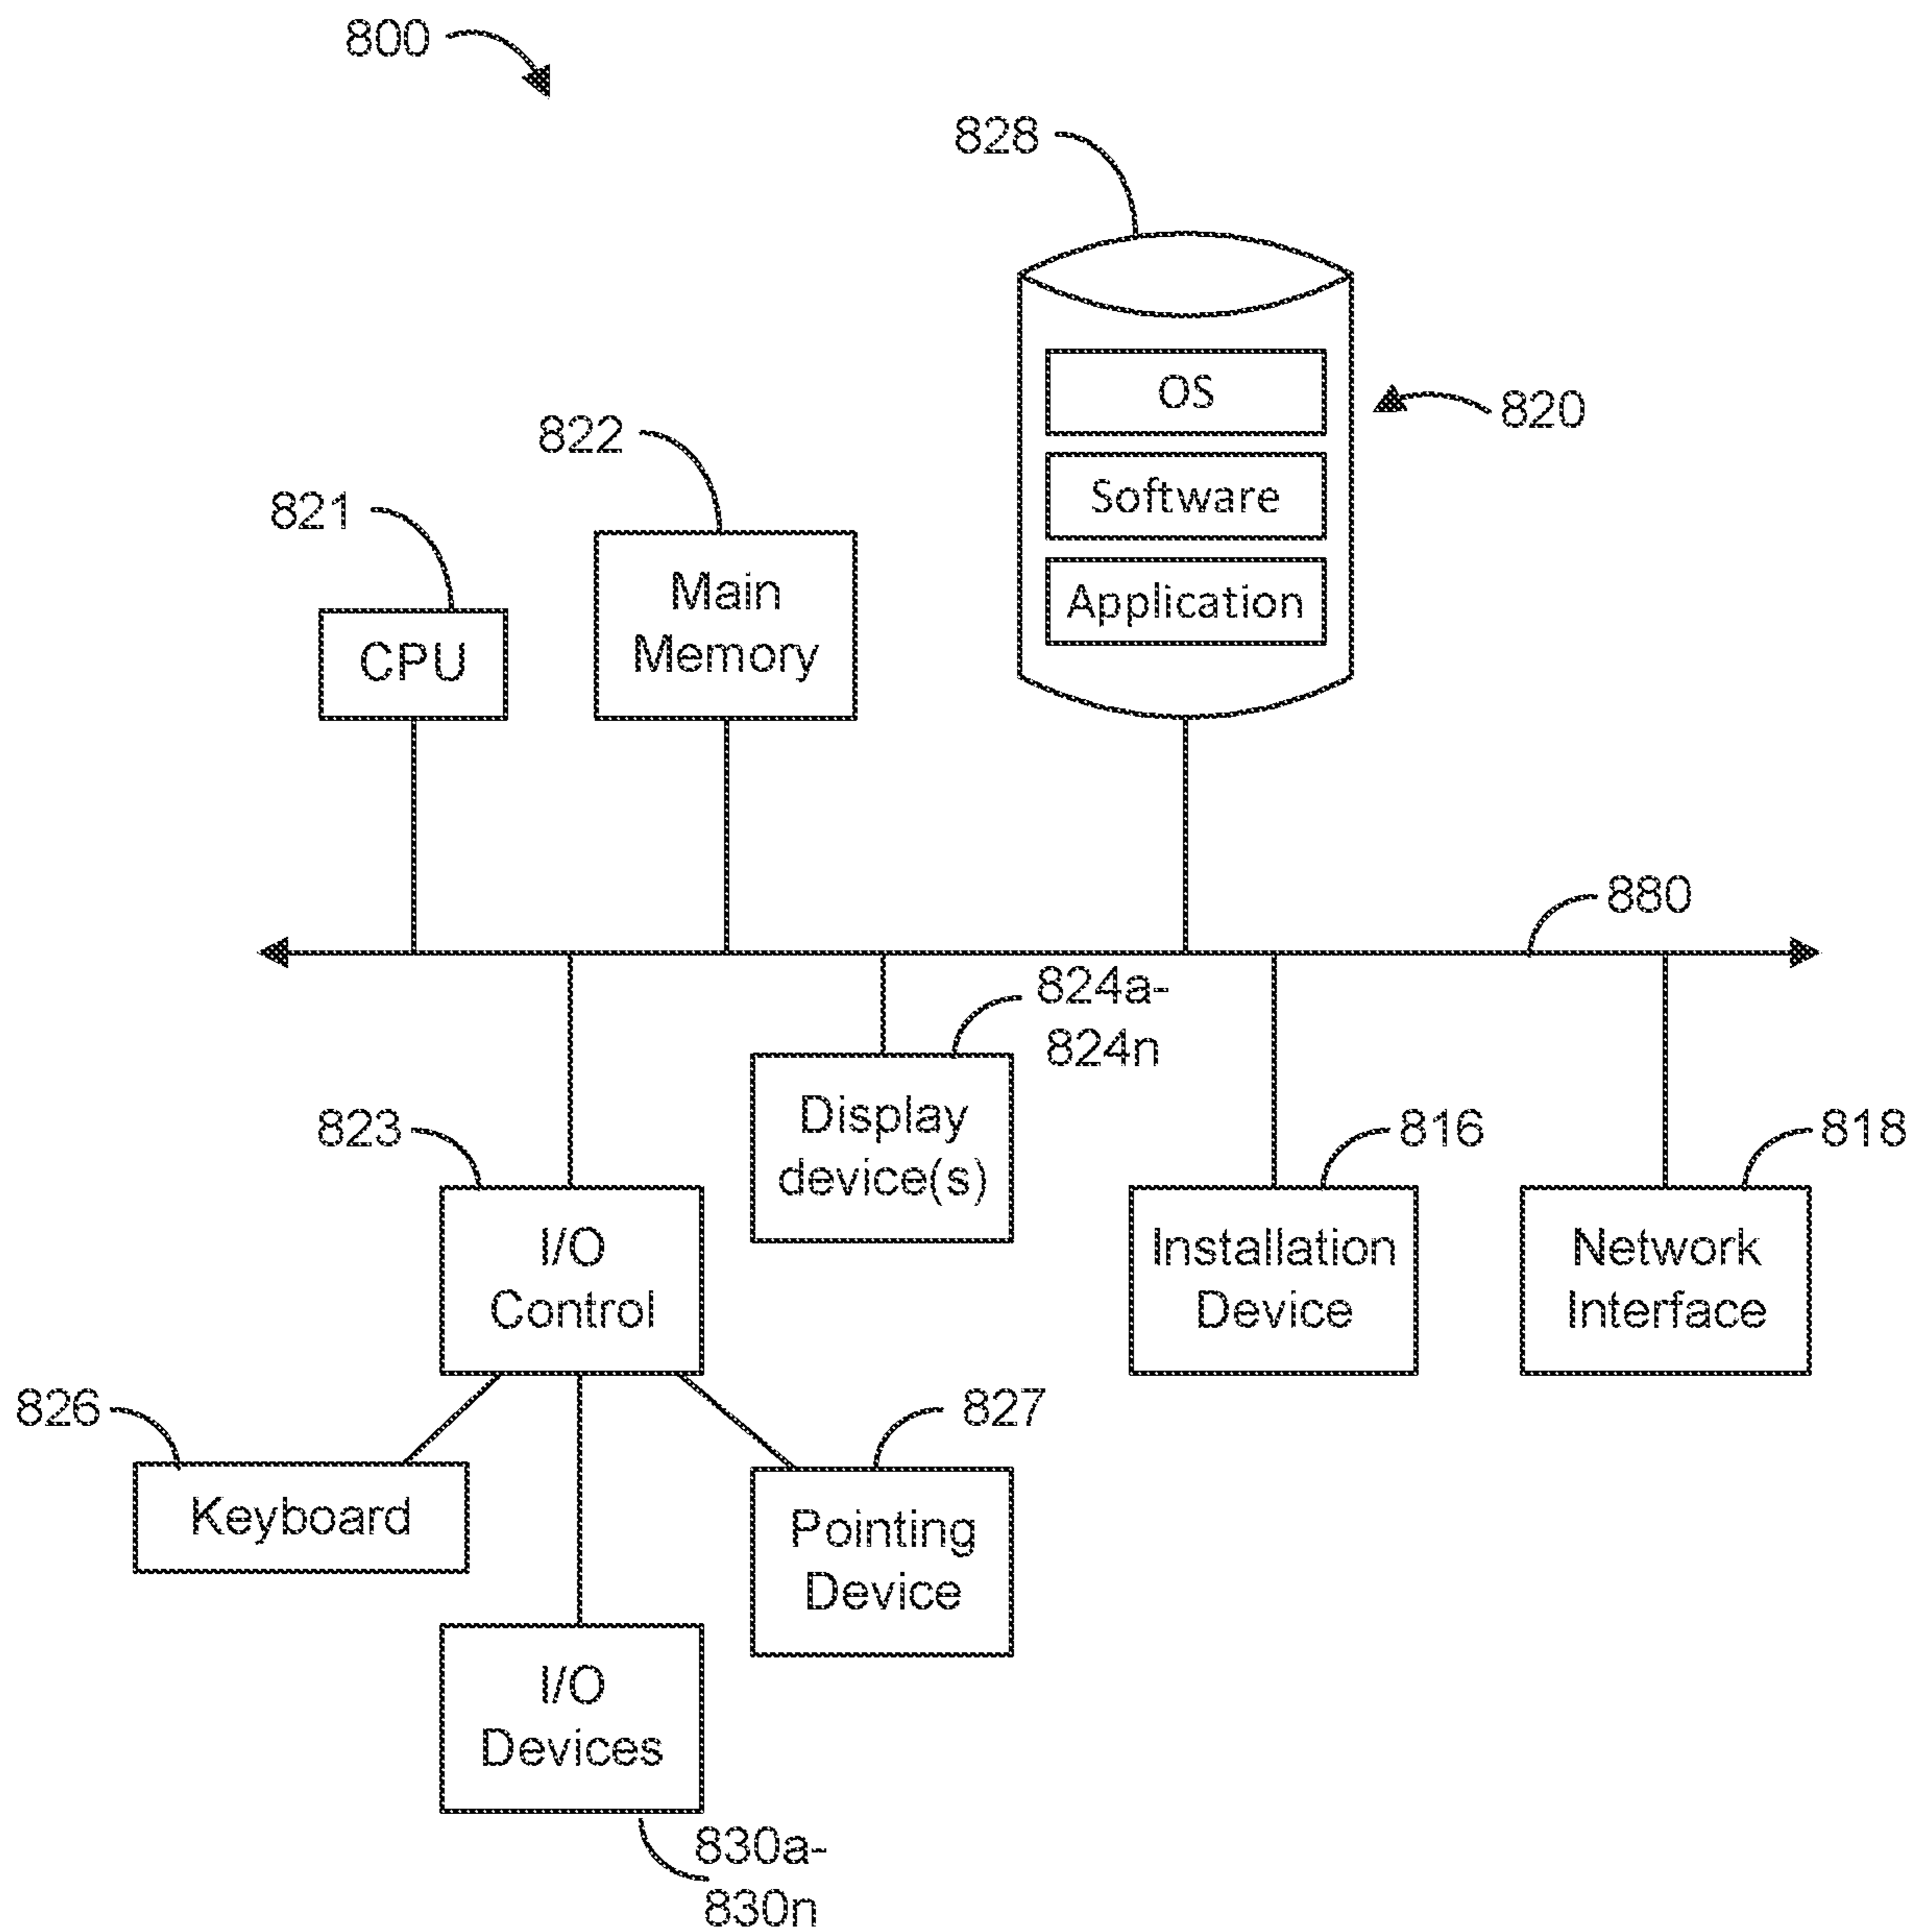 800
828
OS
820
Software
Application
822
821
Main
Memory
CPU
880
824a-
824n
Display
device(s)
823
816
818
I/O
Control
Installation
Device
Network
Interface
826
827
Keyboard
Pointing
Device
I/O
Devices
830a-
830n